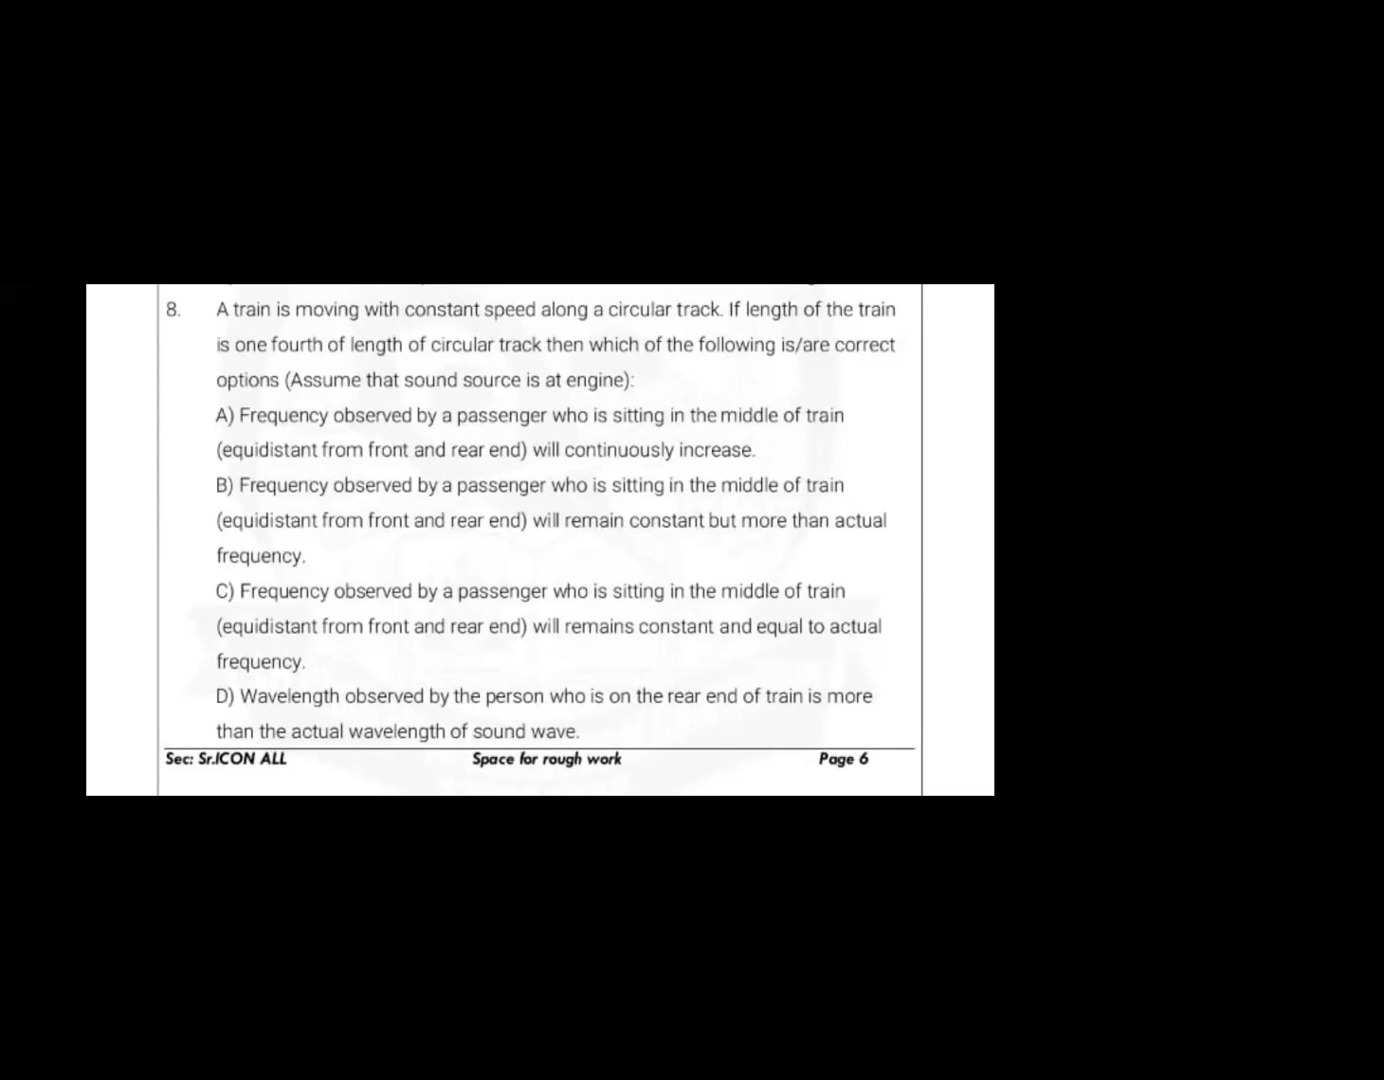 8. A train is moving with constant speed along a circular track. If length of the train
is one fourth of length of circular track then which of the following is/are correct
options (Assume that sound source is at engine):
A) Frequency observed by a passenger who is sitting in the middle of train
(equidistant from front and rear end) will continuously increase.
B) Frequency observed by a passenger who is sitting in the middle of train
(equidistant from front and rear end) will remain constant but more than actual
frequency.
C) Frequency observed by a passenger who is sitting in the middle of train
(equidistant from front and rear end) will remains constant and equal to actual
frequency.
D) Wavelength observed by the person who is on the rear end of train is more
than the actual wavelength of sound wave.
Sec: Sr.ICON ALL Space for rough work Page 6